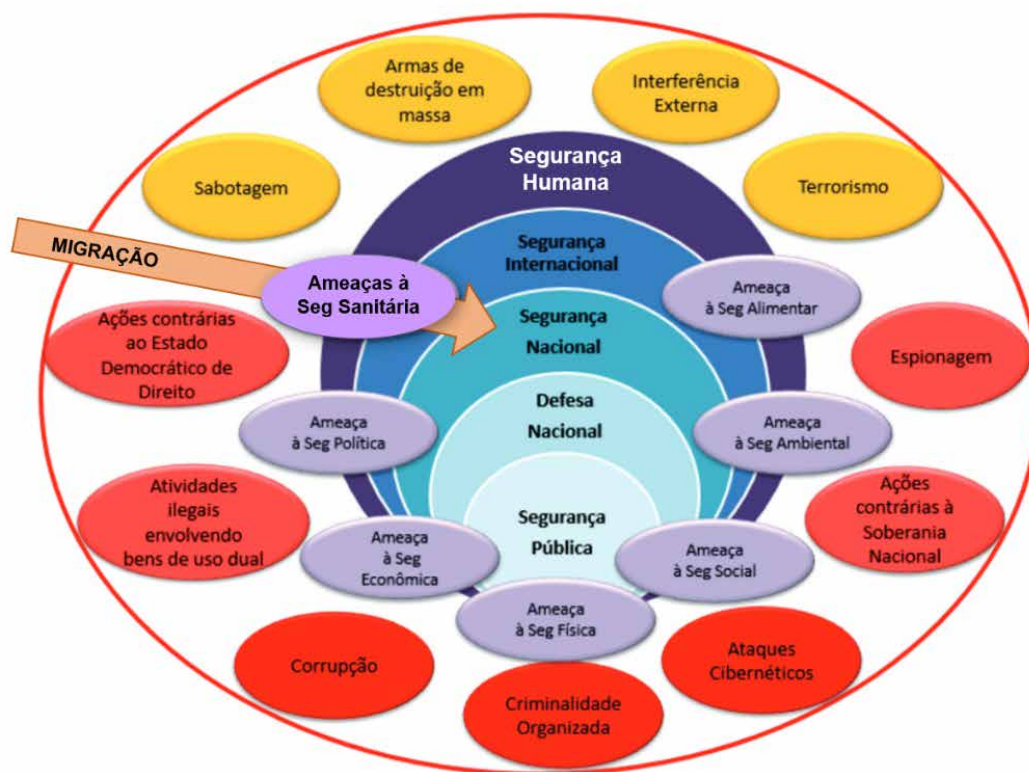 Armas de
destruição em
massa
Interferência
Externa
Sabotagem
Segurança
Humana
Terrorismo
MIGRAÇÃO
Ameaças à
Seg Sanitária
Segurança
Internacional
Ameaça
à Seg Alimentar
Ações contrárias
ao Estado
Democrático de
Direito
Segurança
Nacional
Espionagem
Ameaça
à Seg Política
Defesa
Nacional
Ameaça
à Seg Ambiental
Atividades
ilegais
envolvendo
bens de uso dual
Ameaça
à Seg
Econômica
Segurança
Pública
Ameaça
à Seg Social
Ações
contrárias à
Soberania
Nacional
Ameaça
à Seg Física
Corrupção
Criminalidade
Organizada
Ataques
Cibernéticos